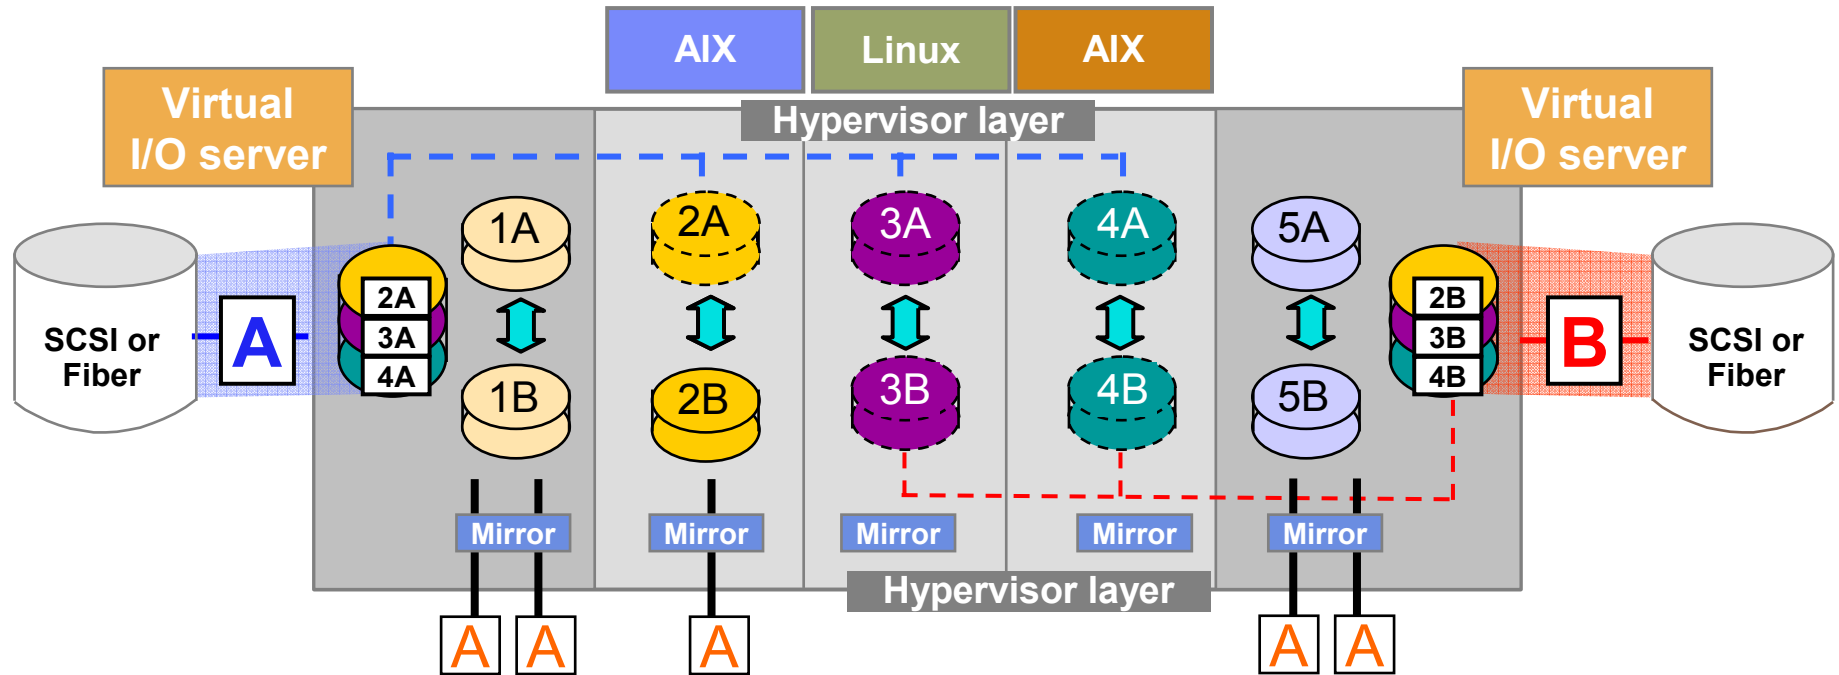 AIX
Linux
AIX
Virtual
I/O server
Virtual
I/O server
Hypervisor layer
1A
2A
3A
4A
5A
SCSI or
Fiber
A
2A
3A
4A
2B
3B
4B
B
SCSI or
Fiber
1B
2B
3B
4B
5B
Mirror
Mirror
Mirror
Mirror
Mirror
Hypervisor layer
A
A
A
A
A